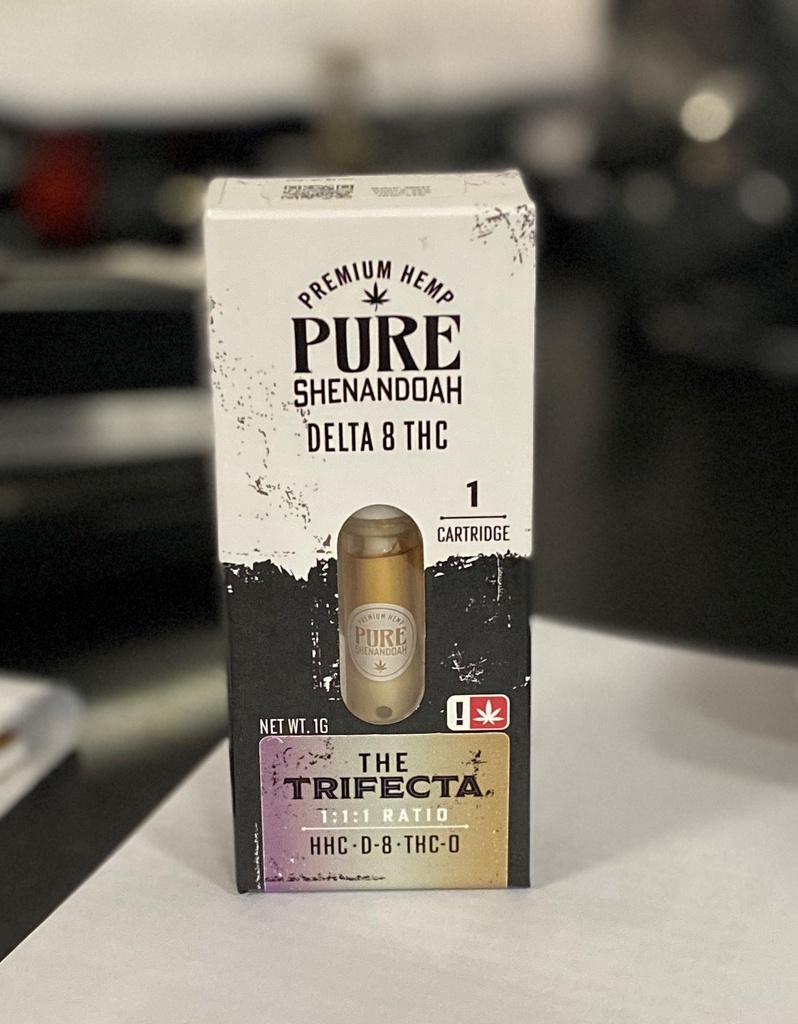 PREMIUM HEMP
PURE
SHENANDOAH
DELTA 8 THC
1
CARTRIDGE
PREMIUM HEMP
PURE
SHENANDOAH
!
NET WT. 1G
THE
TRIFECTA
1:1:1 RATIO
HHC·D-8·THC-O